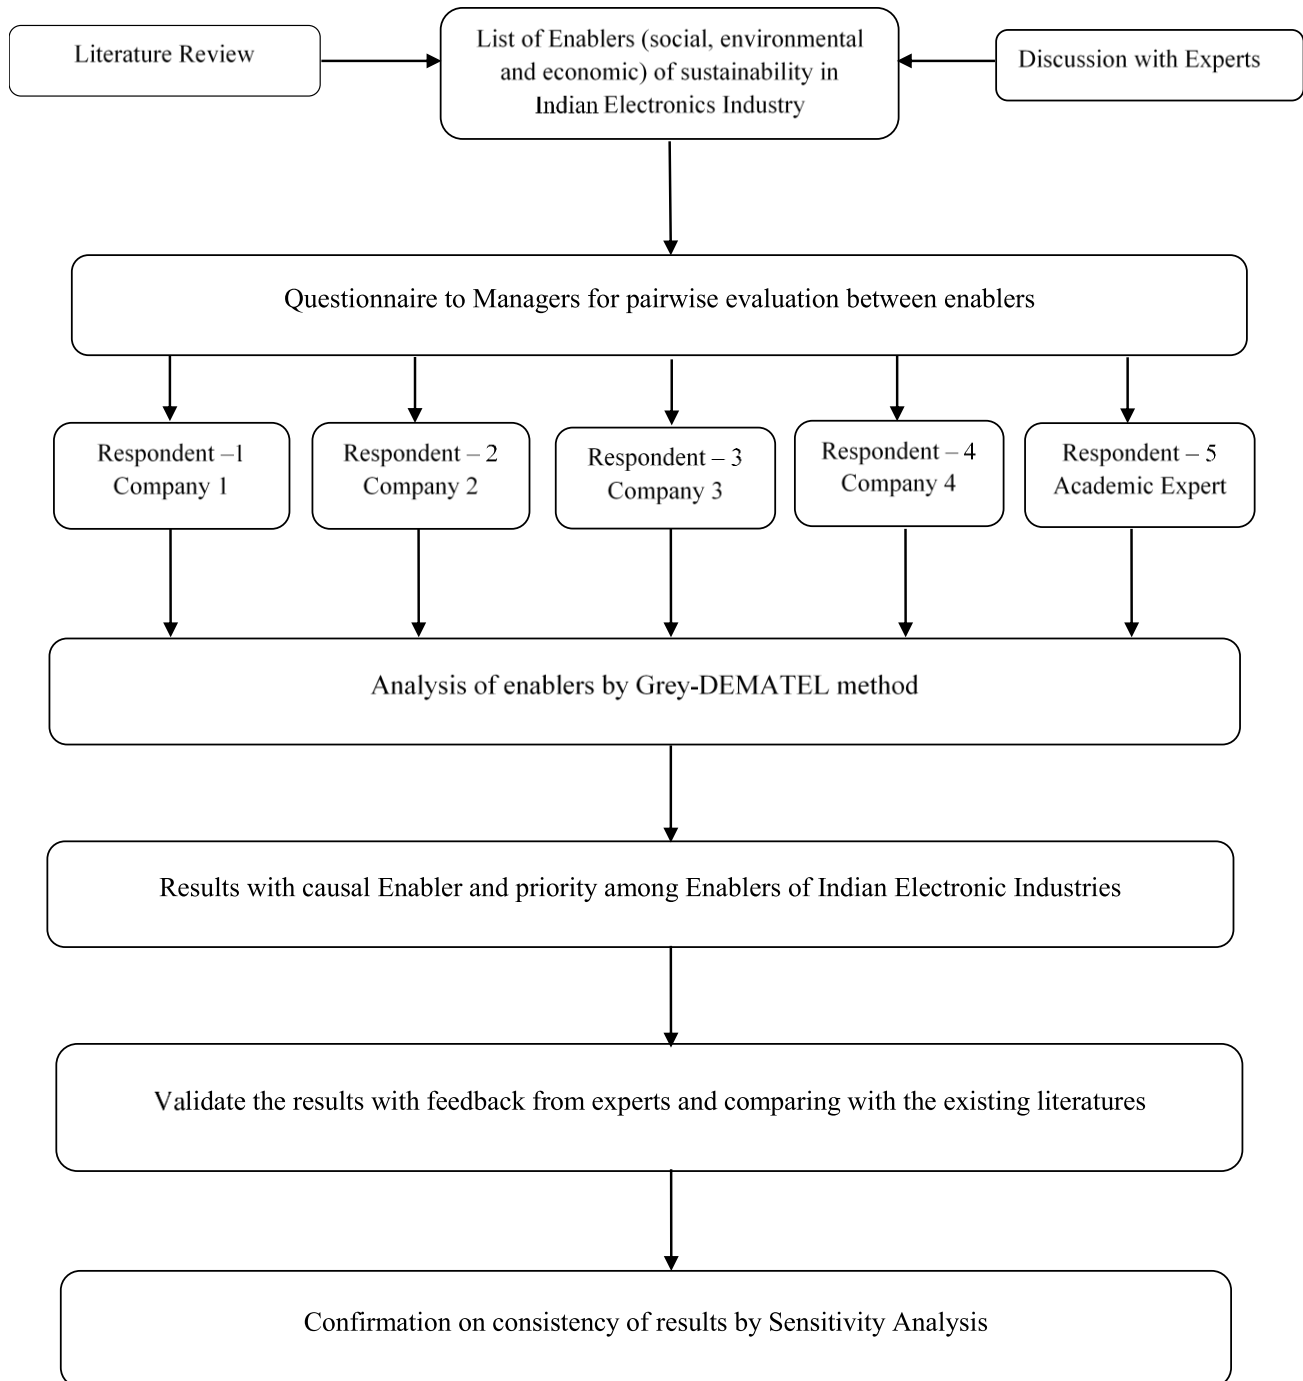 Literature Review
List of Enablers (social, environmental
and economic) of sustainability in
Indian Electronics Industry
Discussion with Experts
Questionnaire to Managers for pairwise evaluation between enablers
Respondent –1
Company 1
Respondent – 2
Company 2
Respondent – 3
Company 3
Respondent – 4
Company 4
Respondent – 5
Academic Expert
Analysis of enablers by Grey-DEMATEL method
Results with causal Enabler and priority among Enablers of Indian Electronic Industries
Validate the results with feedback from experts and comparing with the existing literatures
Confirmation on consistency of results by Sensitivity Analysis